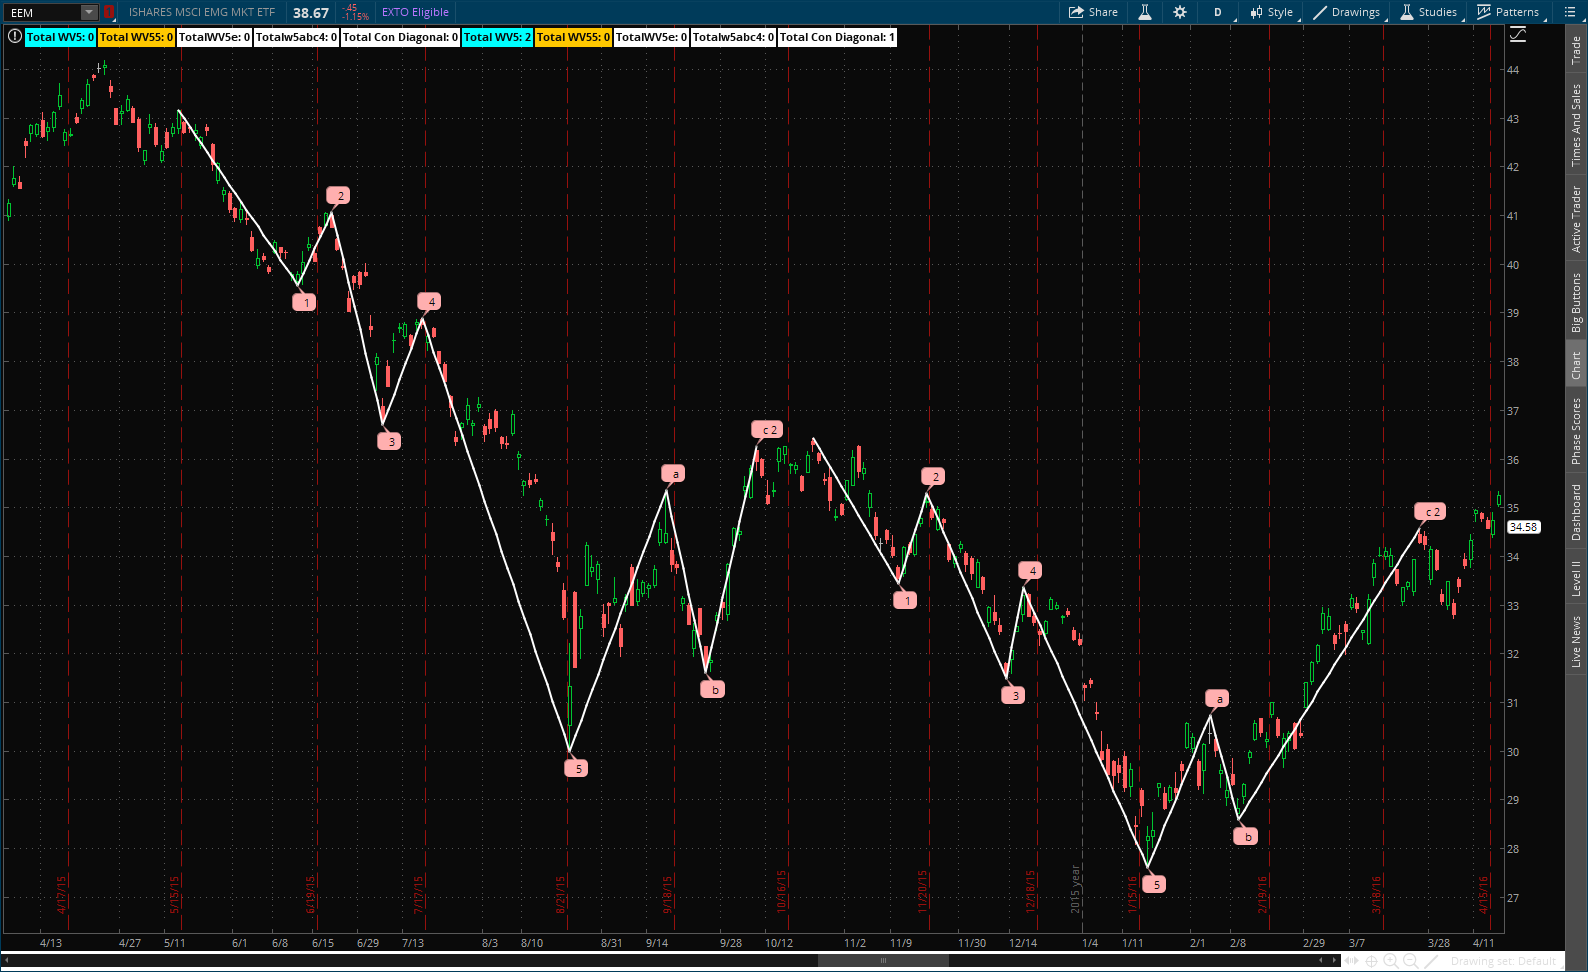 EEM ISHARES MSCI EMG MKT ETF 38.67 -.45 -1.15% EXTO Eligible Share D Style Drawings Studies Patterns
Total WV5: 0 Total WV55: 0 TotalWV5e: 0 Totalw5abc4: 0 Total Con Diagonal: 0 Total WV5: 2 Total WV55: 0 TotalWV5e: 0 Totalw5abc4: 0 Total Con Diagonal: 1
44
43
42
41
40
39
38
37
36
35
34.58
34
33
32
31
30
29
28
27
1
2
3
4
5
a
b
c 2
1
2
3
4
5
a
b
c 2
4/17/15 5/15/15 6/19/15 7/17/15 8/21/15 9/18/15 10/16/15 11/20/15 12/18/15 2015 year 1/15/16 2/19/16 3/18/16 4/15/16
4/13 4/27 5/11 6/1 6/8 6/15 6/29 7/13 8/3 8/10 8/31 9/14 9/28 10/12 11/2 11/9 11/30 12/14 1/4 1/11 2/1 2/8 2/29 3/7 3/28 4/11
Drawing set: Default
Trade
Times And Sales
Active Trader
Big Buttons
Chart
Phase Scores
Dashboard
Level II
Live News